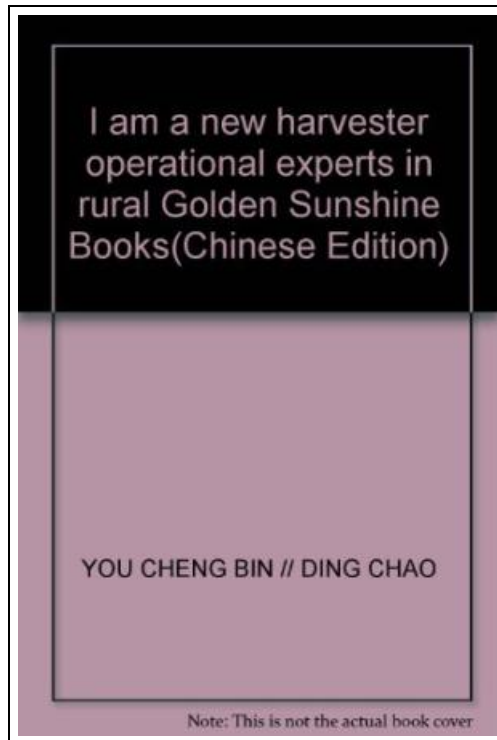 I am a new harvester
operational experts in
rural Golden Sunshine
Books(Chinese Edition)
YOU CHENG BIN // DING CHAO
Note: This is not the actual book cover